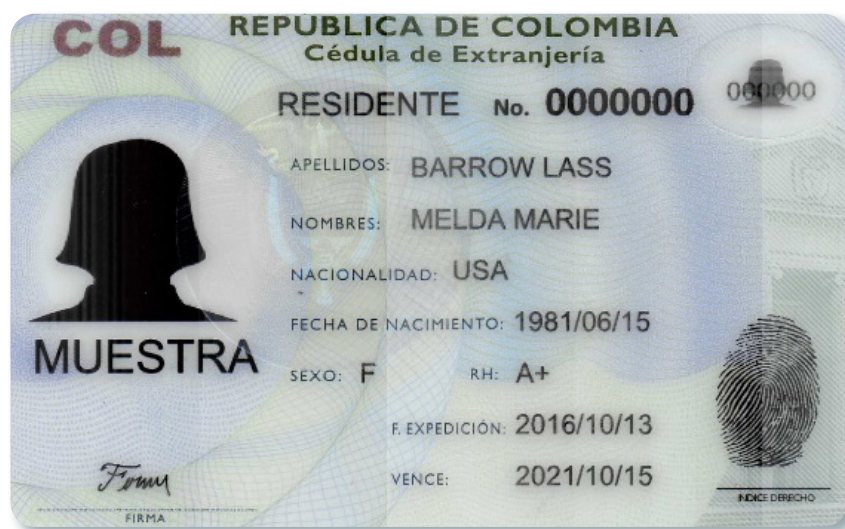 COL
REPÚBLICA DE COLOMBIA
Cédula de Extranjería
RESIDENTE No. 0000000
000000
APELLIDOS: BARROW LASS
NOMBRES: MELDA MARIE
NACIONALIDAD: USA
FECHA DE NACIMIENTO: 1981/06/15
MUESTRA
SEXO: F RH: A+
F. EXPEDICIÓN: 2016/10/13
VENCE: 2021/10/15
FIRMA
INDICE DERECHO